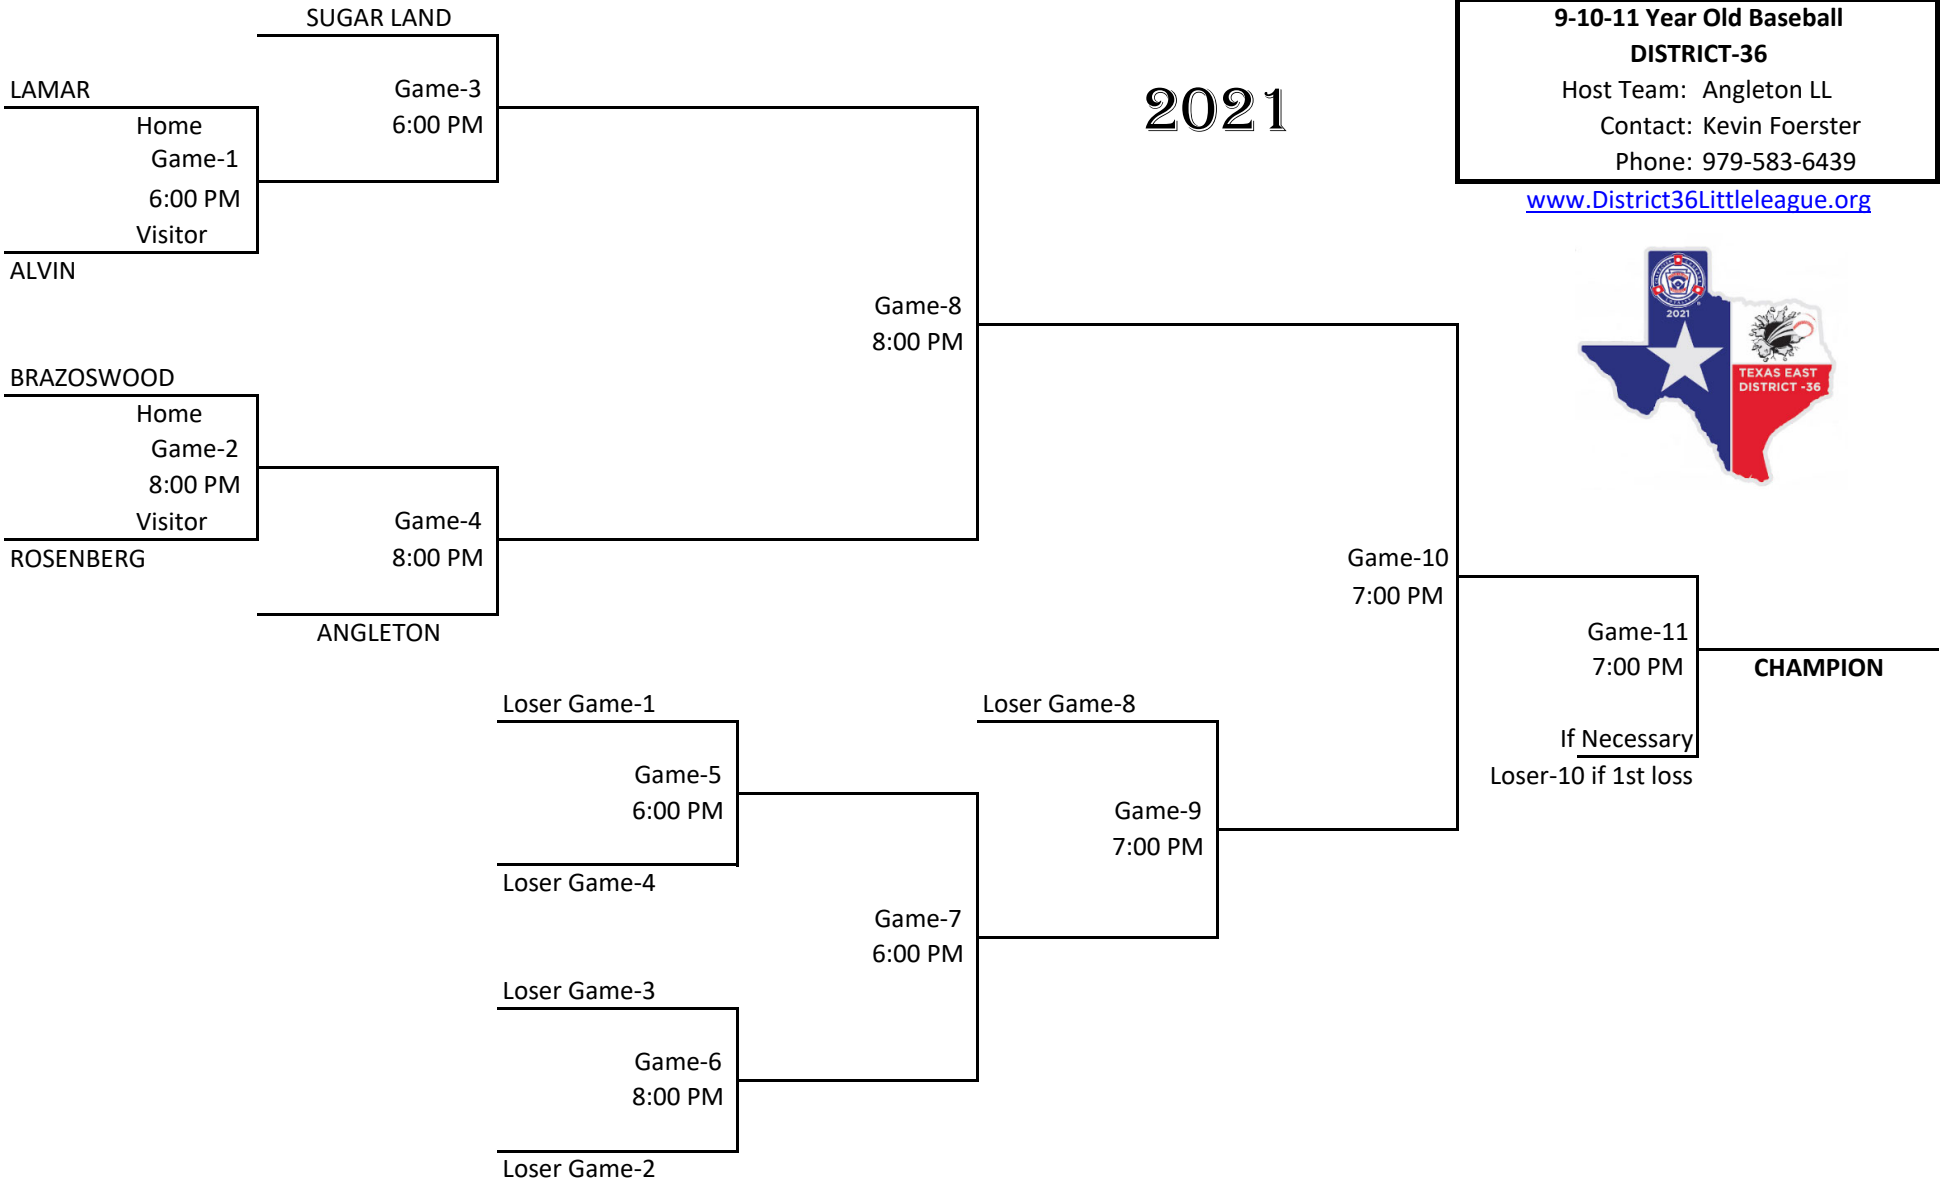 SUGAR LAND
LAMAR
Home
Game-1
6:00 PM
Visitor
ALVIN
Game-3
6:00 PM
BRAZOSWOOD
Home
Game-2
8:00 PM
Visitor
ROSENBERG
Game-4
8:00 PM
ANGLETON
Game-8
8:00 PM
2021
9-10-11 Year Old Baseball
DISTRICT-36
Host Team: Angleton LL
Contact: Kevin Foerster
Phone: 979-583-6439
www.District36Littleleague.org
2021
TEXAS EAST
DISTRICT -36
Game-10
7:00 PM
Game-11
7:00 PM
CHAMPION
If Necessary
Loser-10 if 1st loss
Loser Game-1
Game-5
6:00 PM
Loser Game-4
Loser Game-8
Game-9
7:00 PM
Game-7
6:00 PM
Loser Game-3
Game-6
8:00 PM
Loser Game-2